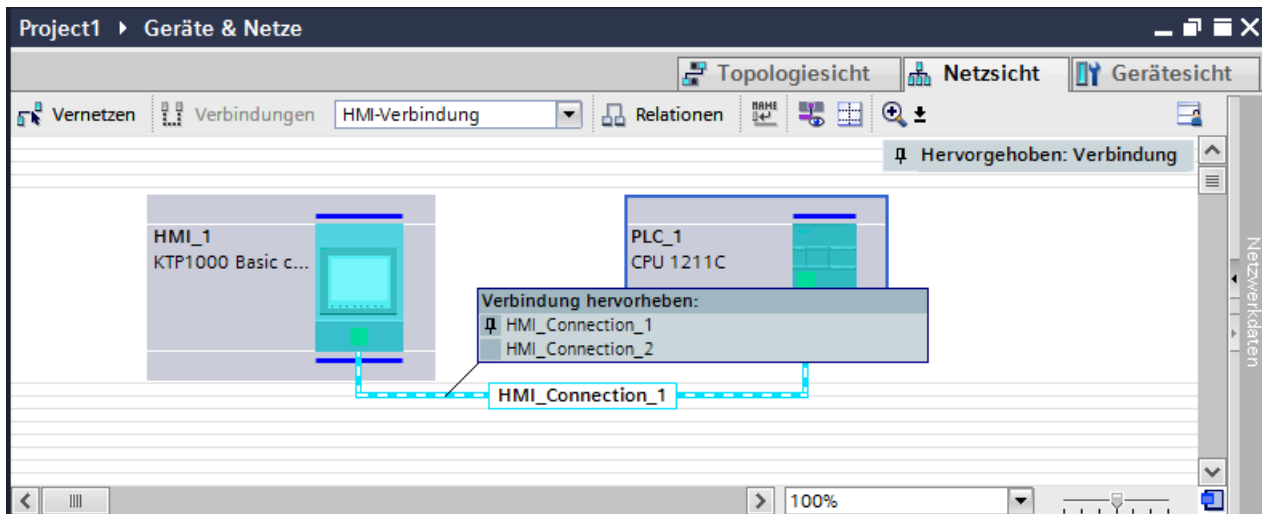 Project1 ▸ Geräte & Netze
Topologiesicht Netzsicht Gerätesicht
Vernetzen Verbindungen HMI-Verbindung Relationen NAME
Hervorgehoben: Verbindung
HMI_1
KTP1000 Basic c...
PLC_1
CPU 1211C
Verbindung hervorheben:
HMI_Connection_1
HMI_Connection_2
HMI_Connection_1
Netzwerkdaten
100%